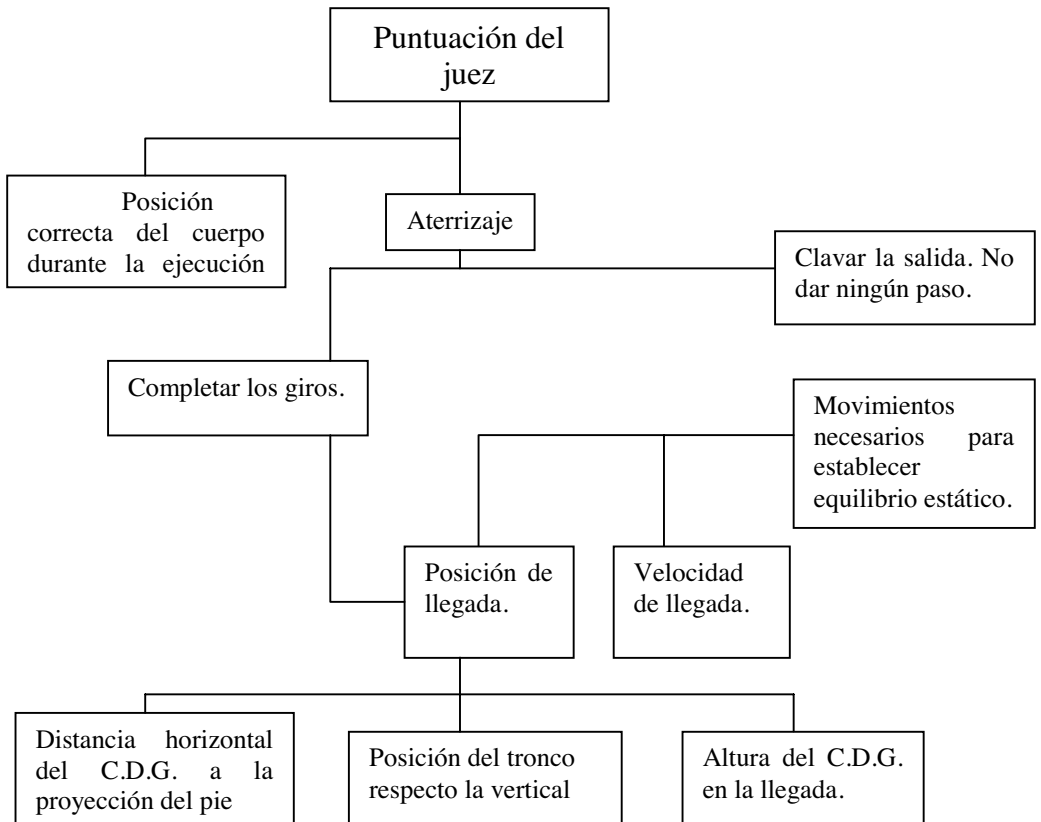 Puntuación del
juez
Posición
correcta del cuerpo
durante la ejecución
Aterrizaje
Clavar la salida. No
dar ningún paso.
Completar los giros.
Movimientos
necesarios para
establecer
equilibrio estático.
Posición de
llegada.
Velocidad
de llegada.
Distancia horizontal
del C.D.G. a la
proyección del pie
Posición del tronco
respecto la vertical
Altura del C.D.G.
en la llegada.